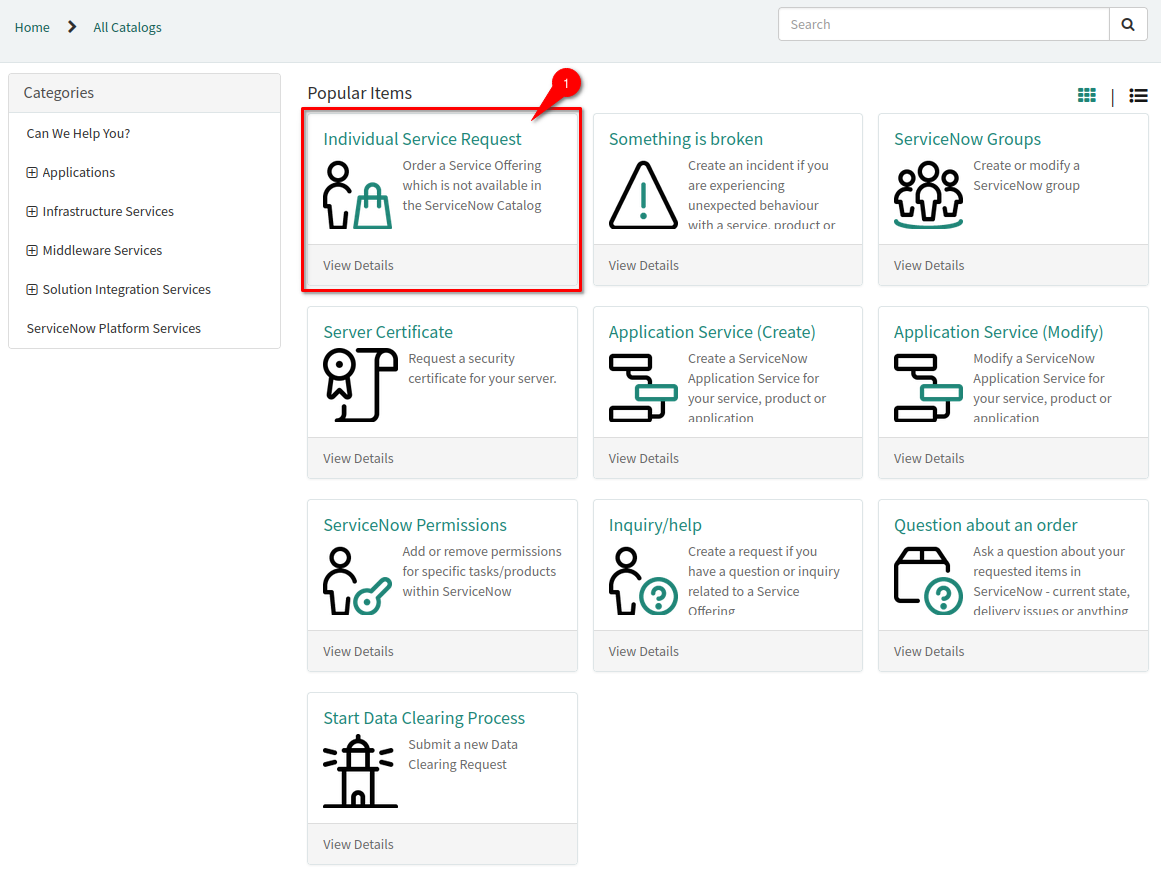 Home
All Catalogs
Search
Categories
Can We Help You?
Applications
Infrastructure Services
Middleware Services
Solution Integration Services
ServiceNow Platform Services
Popular Items
1
|
Individual Service Request
Order a Service Offering
which is not available in
the ServiceNow Catalog
View Details
Something is broken
Create an incident if you
are experiencing
unexpected behaviour
with a service, product or
View Details
ServiceNow Groups
Create or modify a
ServiceNow group
View Details
Server Certificate
Request a security
certificate for your server.
View Details
Application Service (Create)
Create a ServiceNow
Application Service for
your service, product or
application
View Details
Application Service (Modify)
Modify a ServiceNow
Application Service for
your service, product or
application
View Details
ServiceNow Permissions
Add or remove permissions
for specific tasks/products
within ServiceNow
View Details
Inquiry/help
Create a request if you
have a question or inquiry
related to a Service
Offering
View Details
Question about an order
Ask a question about your
requested items in
ServiceNow - current state,
delivery issues or anything
View Details
Start Data Clearing Process
Submit a new Data
Clearing Request
View Details